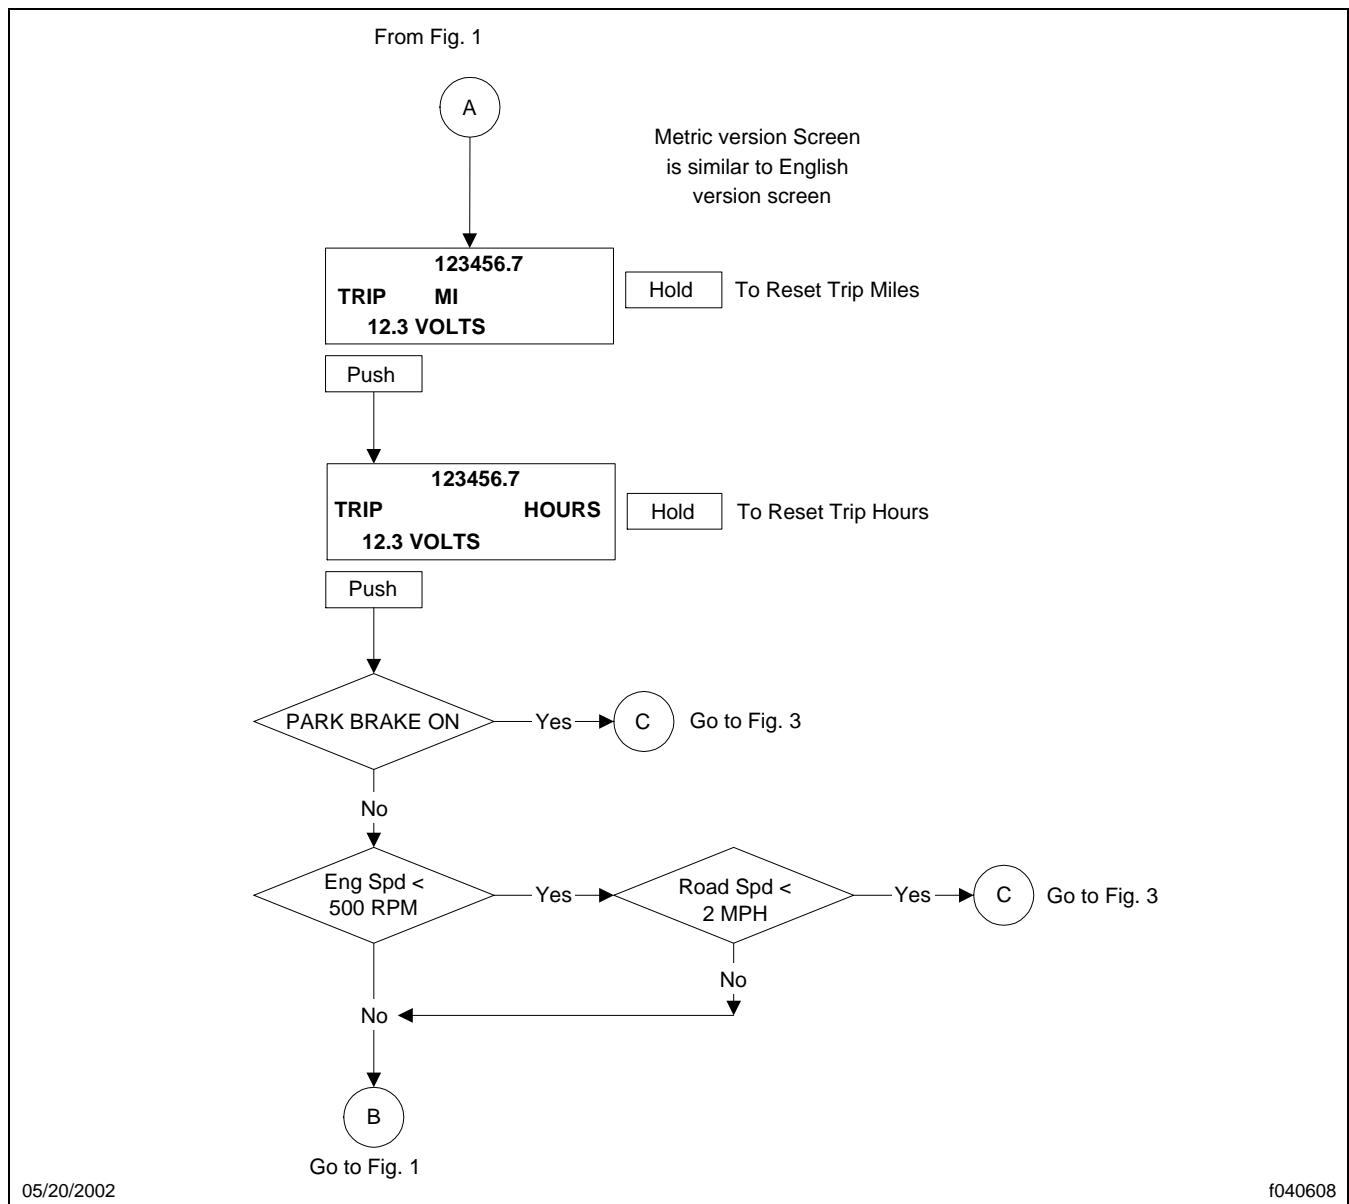 From Fig. 1
A
Metric version Screen
is similar to English
version screen
123456.7
TRIP MI
12.3 VOLTS
Hold To Reset Trip Miles
Push
123456.7
TRIP HOURS
12.3 VOLTS
Hold To Reset Trip Hours
Push
PARK BRAKE ON
Yes
C
Go to Fig. 3
No
Eng Spd <
500 RPM
Yes
Road Spd <
2 MPH
Yes
C
Go to Fig. 3
No
No
B
Go to Fig. 1
05/20/2002
f040608